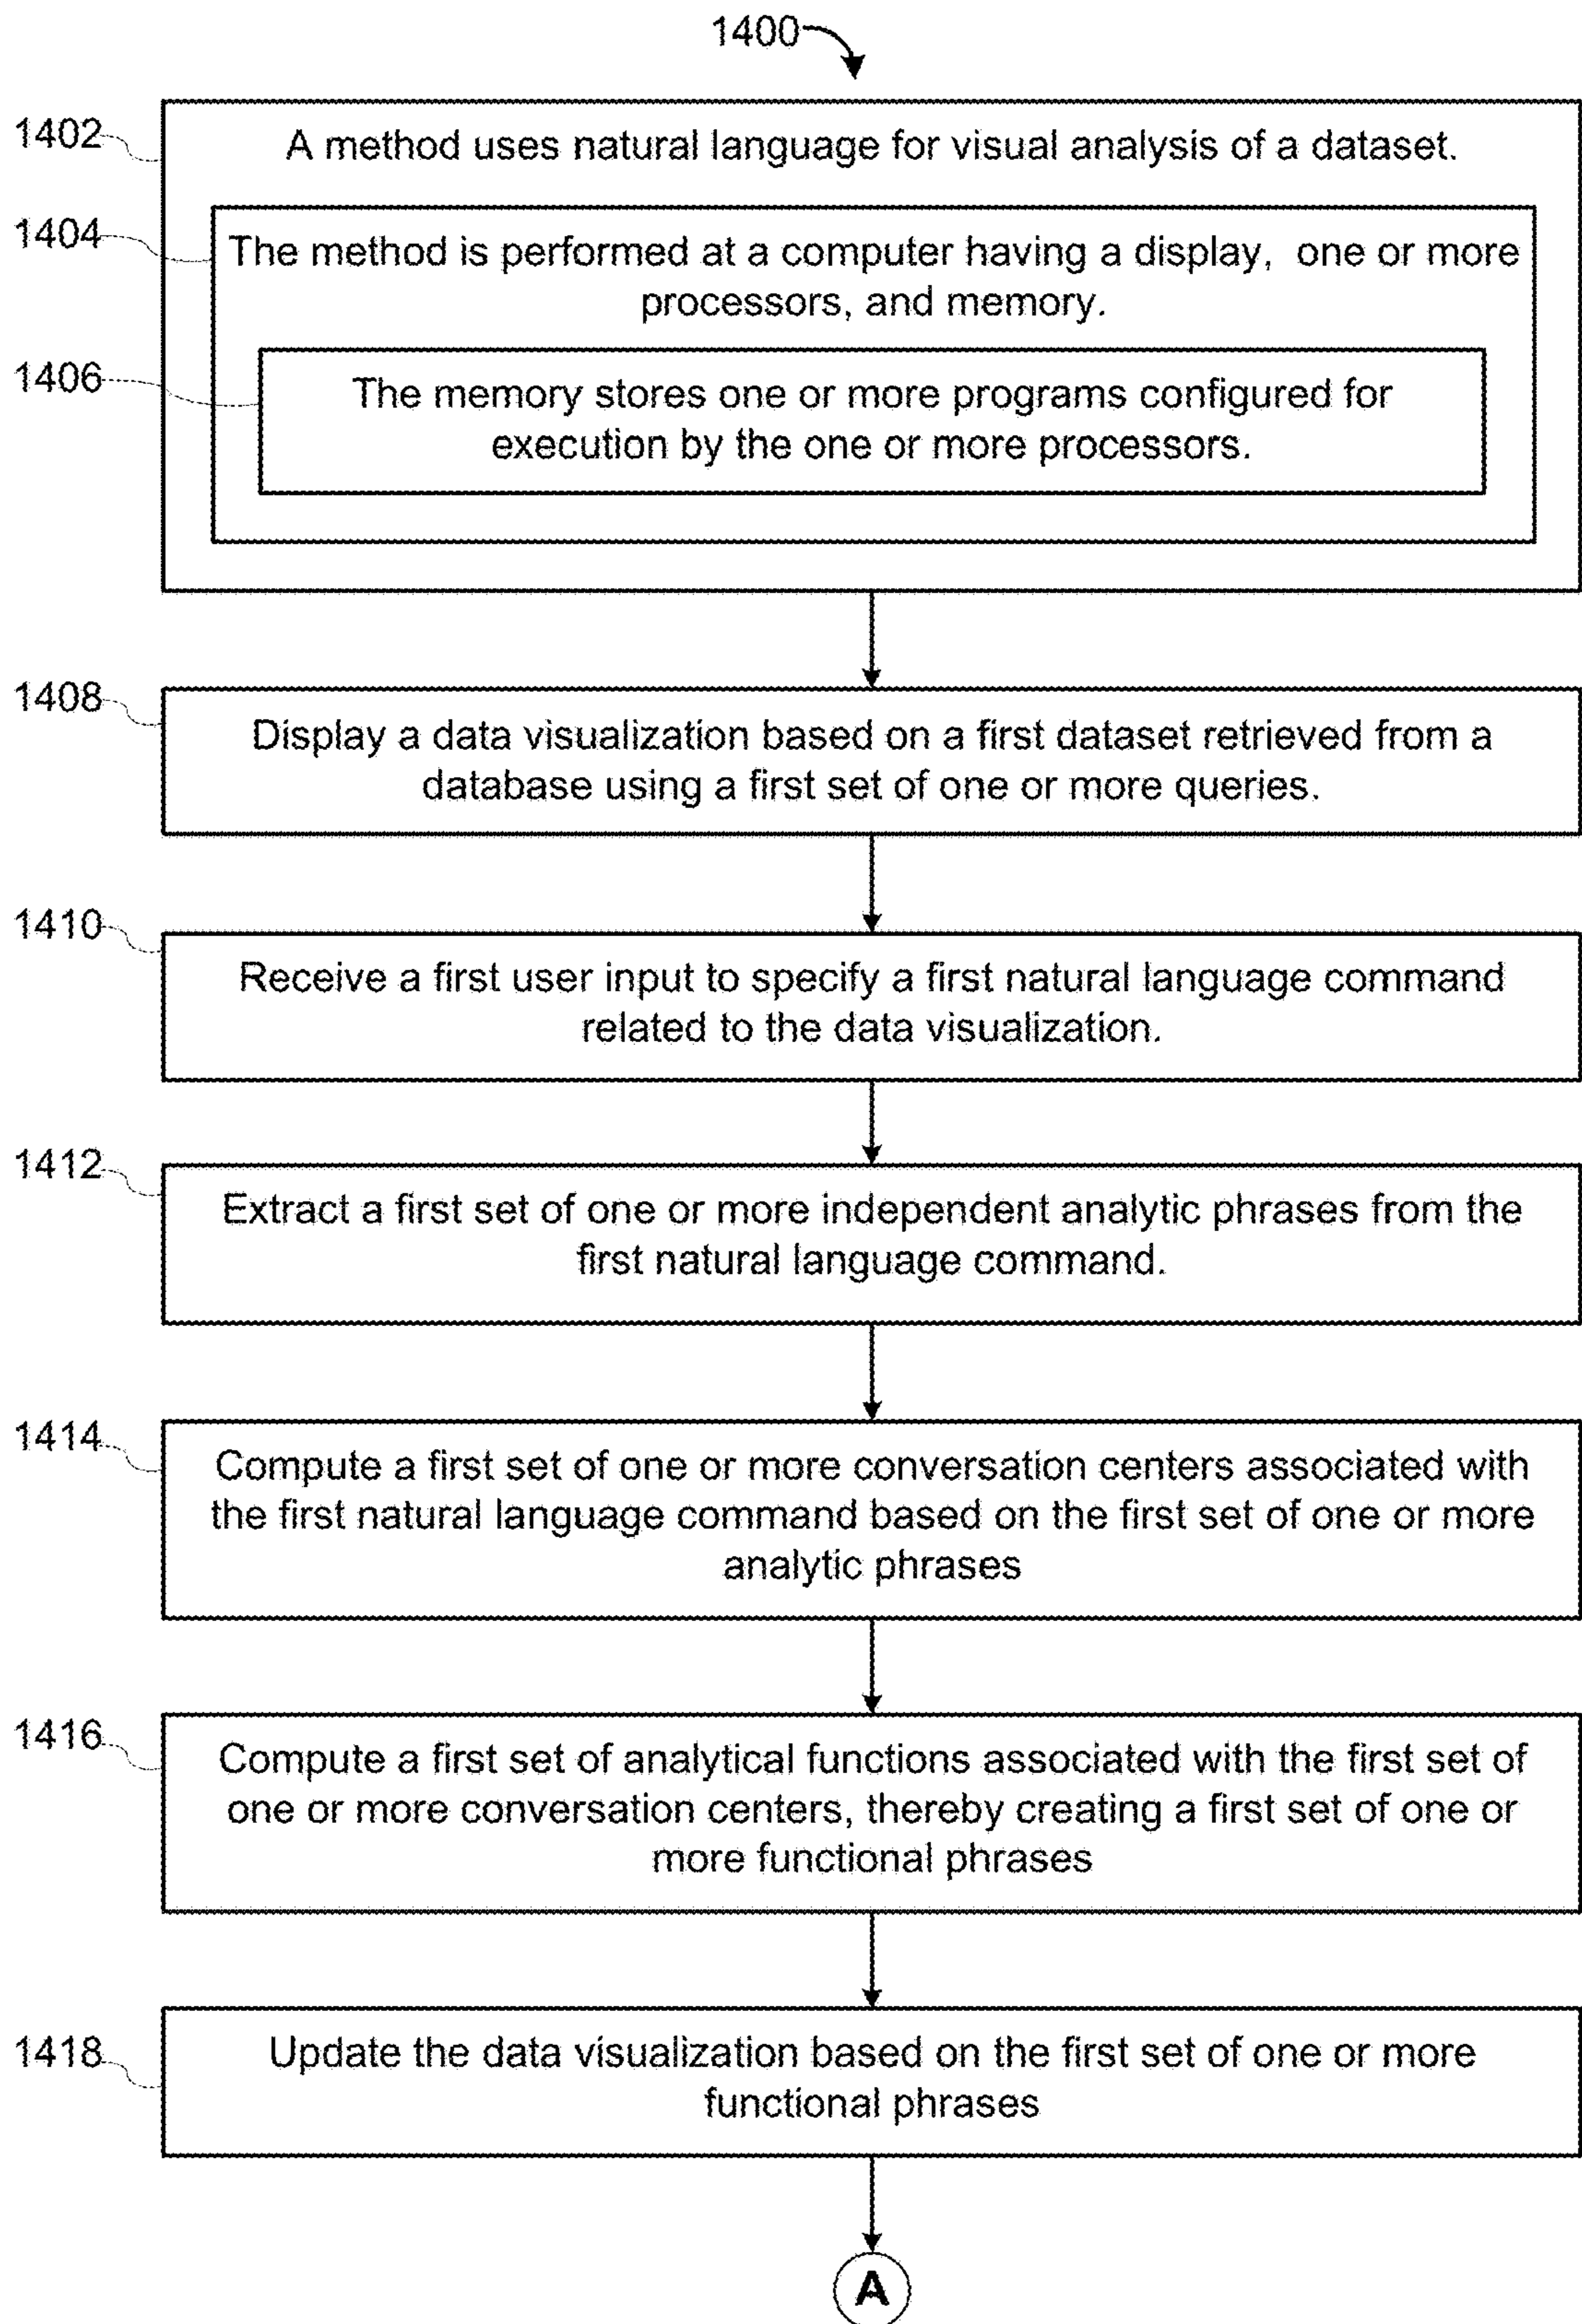 1400
1402
A method uses natural language for visual analysis of a dataset.
1404
The method is performed at a computer having a display, one or more
processors, and memory.
1406
The memory stores one or more programs configured for
execution by the one or more processors.
1408
Display a data visualization based on a first dataset retrieved from a
database using a first set of one or more queries.
1410
Receive a first user input to specify a first natural language command
related to the data visualization.
1412
Extract a first set of one or more independent analytic phrases from the
first natural language command.
1414
Compute a first set of one or more conversation centers associated with
the first natural language command based on the first set of one or more
analytic phrases
1416
Compute a first set of analytical functions associated with the first set of
one or more conversation centers, thereby creating a first set of one or
more functional phrases
1418
Update the data visualization based on the first set of one or more
functional phrases
A